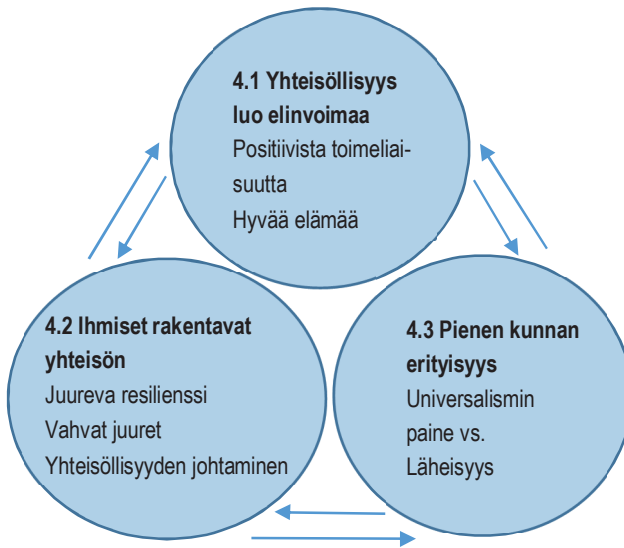 4.1 Yhteisöllisyys
luo elinvoimaa
Positiivista toimeliai-
suutta
Hyvää elämää
4.2 Ihmiset rakentavat
yhteisön
Juureva resilienssi
Vahvat juuret
Yhteisöllisyyden johtaminen
4.3 Pienen kunnan
erityisyys
Universalismin
paine vs.
Läheisyys